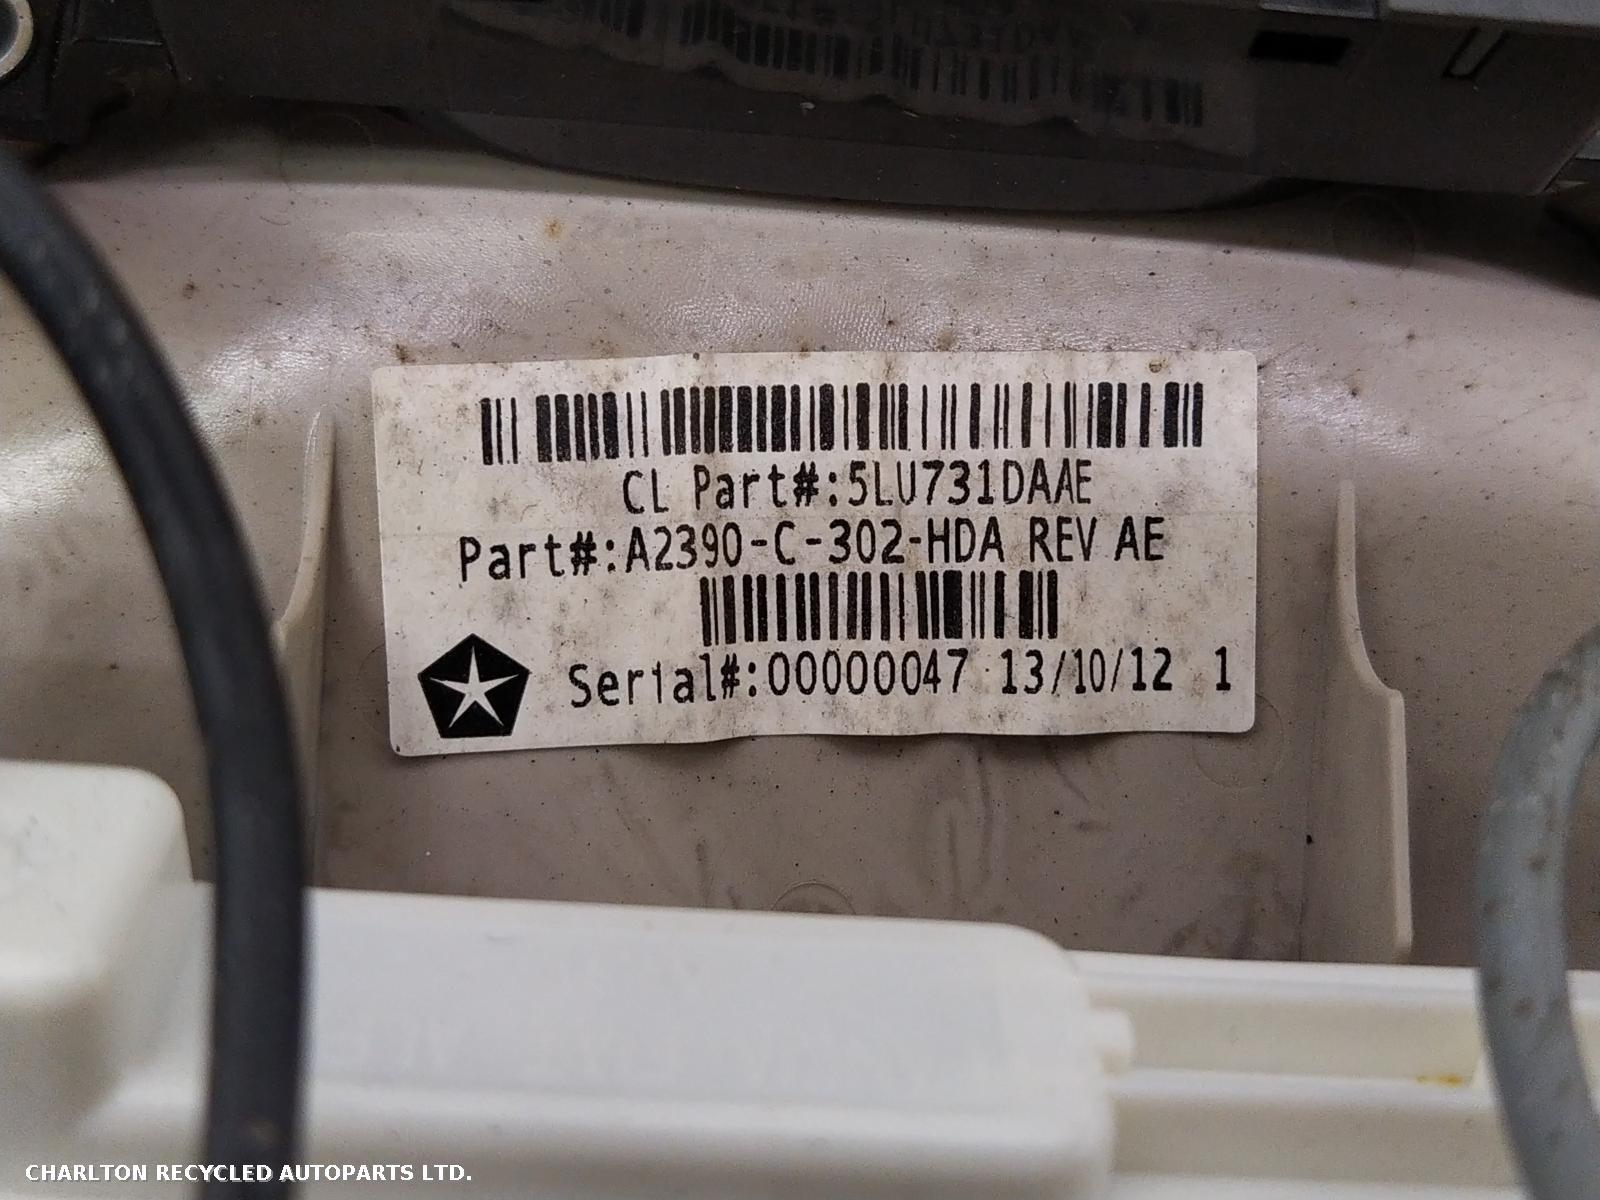 CL Part#:5LU731DAAE
Part#:A2390-C-302-HDA REV AE
Serial#:00000047 13/10/12 1
CHARLTON RECYCLED AUTOPARTS LTD.